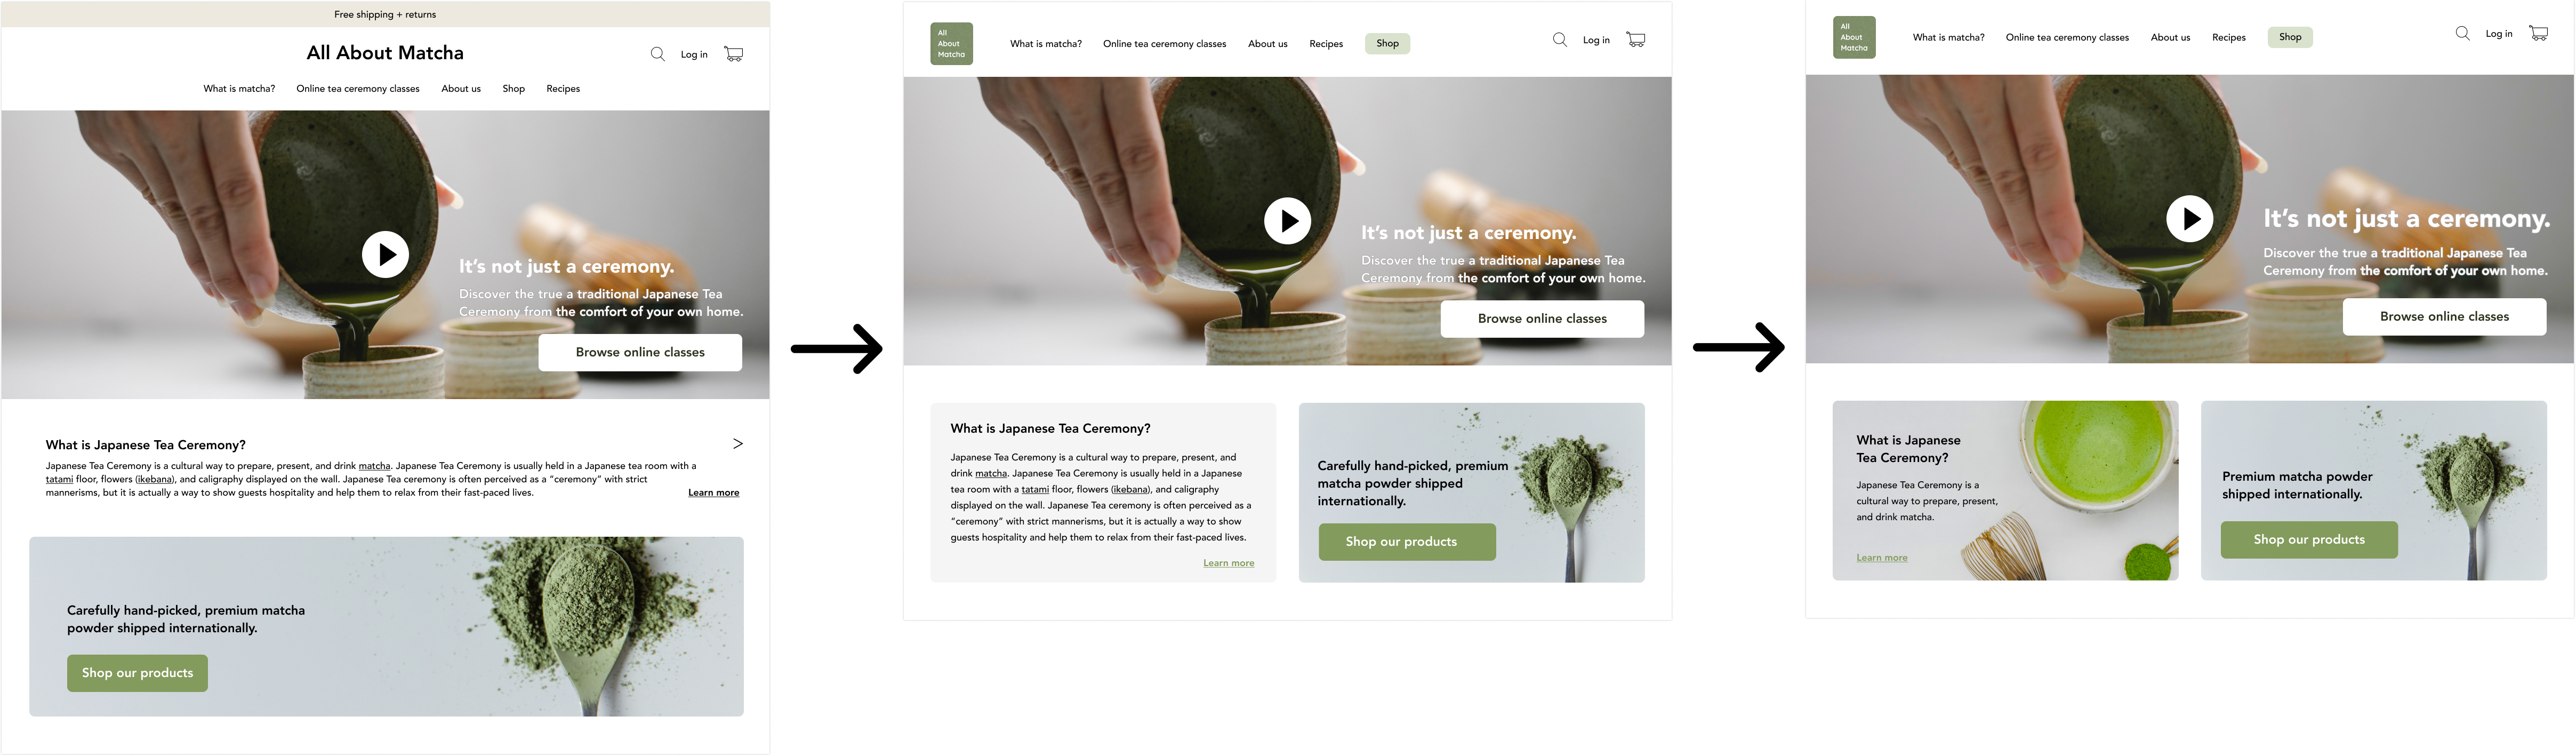 Free shipping + returns
All About Matcha
Log in
What is matcha?
Online tea ceremony classes
About us
Shop
Recipes
It's not just a ceremony.
Discover the true a traditional Japanese Tea
Ceremony from the comfort of your own home.
Browse online classes
What is Japanese Tea Ceremony?
>
Japanese Tea Ceremony is a cultural way to prepare, present, and drink matcha. Japanese Tea Ceremony is usually held in a Japanese tea room with a
tatami floor, flowers (ikebana), and caligraphy displayed on the wall. Japanese Tea ceremony is often perceived as a “ceremony” with strict
mannerisms, but it is actually a way to show guests hospitality and help them to relax from their fast-paced lives.
Learn more
Carefully hand-picked, premium matcha
powder shipped internationally.
Shop our products
All
About
Matcha
What is matcha?
Online tea ceremony classes
About us
Recipes
Shop
Log in
It's not just a ceremony.
Discover the true a traditional Japanese Tea
Ceremony from the comfort of your own home.
Browse online classes
What is Japanese Tea Ceremony?
Japanese Tea Ceremony is a cultural way to prepare, present, and
drink matcha. Japanese Tea Ceremony is usually held in a Japanese
tea room with a tatami floor, flowers (ikebana), and caligraphy
displayed on the wall. Japanese Tea ceremony is often perceived as a
“ceremony” with strict mannerisms, but it is actually a way to show
guests hospitality and help them to relax from their fast-paced lives.
Learn more
Carefully hand-picked, premium
matcha powder shipped
internationally.
Shop our products
All
About
Matcha
What is matcha?
Online tea ceremony classes
About us
Recipes
Shop
Log in
It's not just a ceremony.
Discover the true a traditional Japanese Tea
Ceremony from the comfort of your own home.
Browse online classes
What is Japanese
Tea Ceremony?
Japanese Tea Ceremony is a
cultural way to prepare, present,
and drink matcha.
Learn more
Premium matcha powder
shipped internationally.
Shop our products